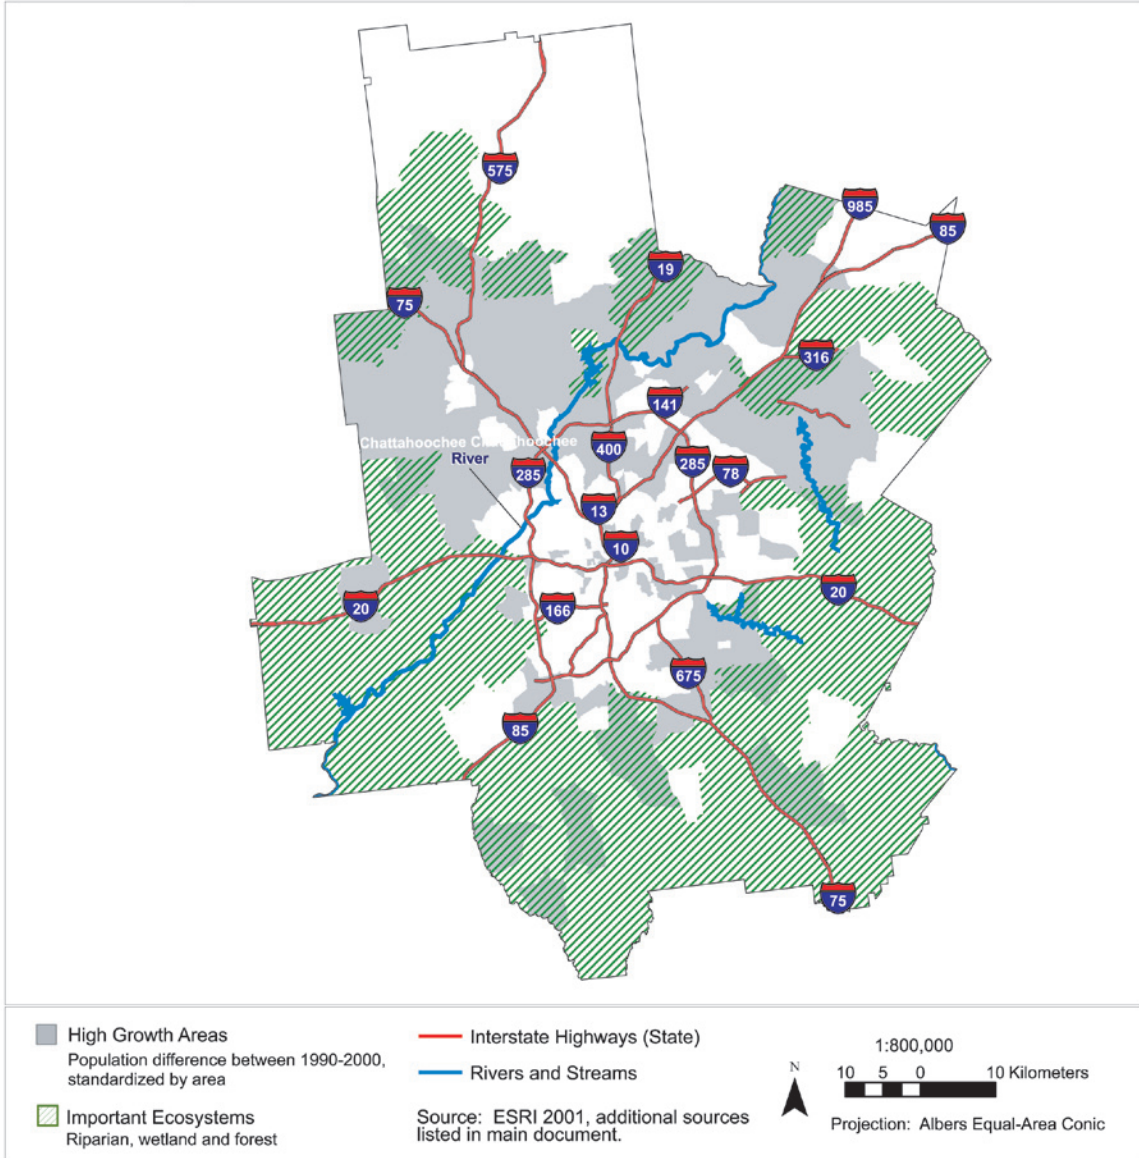 575
985
85
19
75
316
141
Chattahoochee Chattahoochee
River
400
285
285
78
13
10
20
20
166
675
85
75
High Growth Areas
Population difference between 1990-2000,
standardized by area
Important Ecosystems
Riparian, wetland and forest
Interstate Highways (State)
Rivers and Streams
Source: ESRI 2001, additional sources
listed in main document.
N
1:800,000
10 5 0 10 Kilometers
Projection: Albers Equal-Area Conic